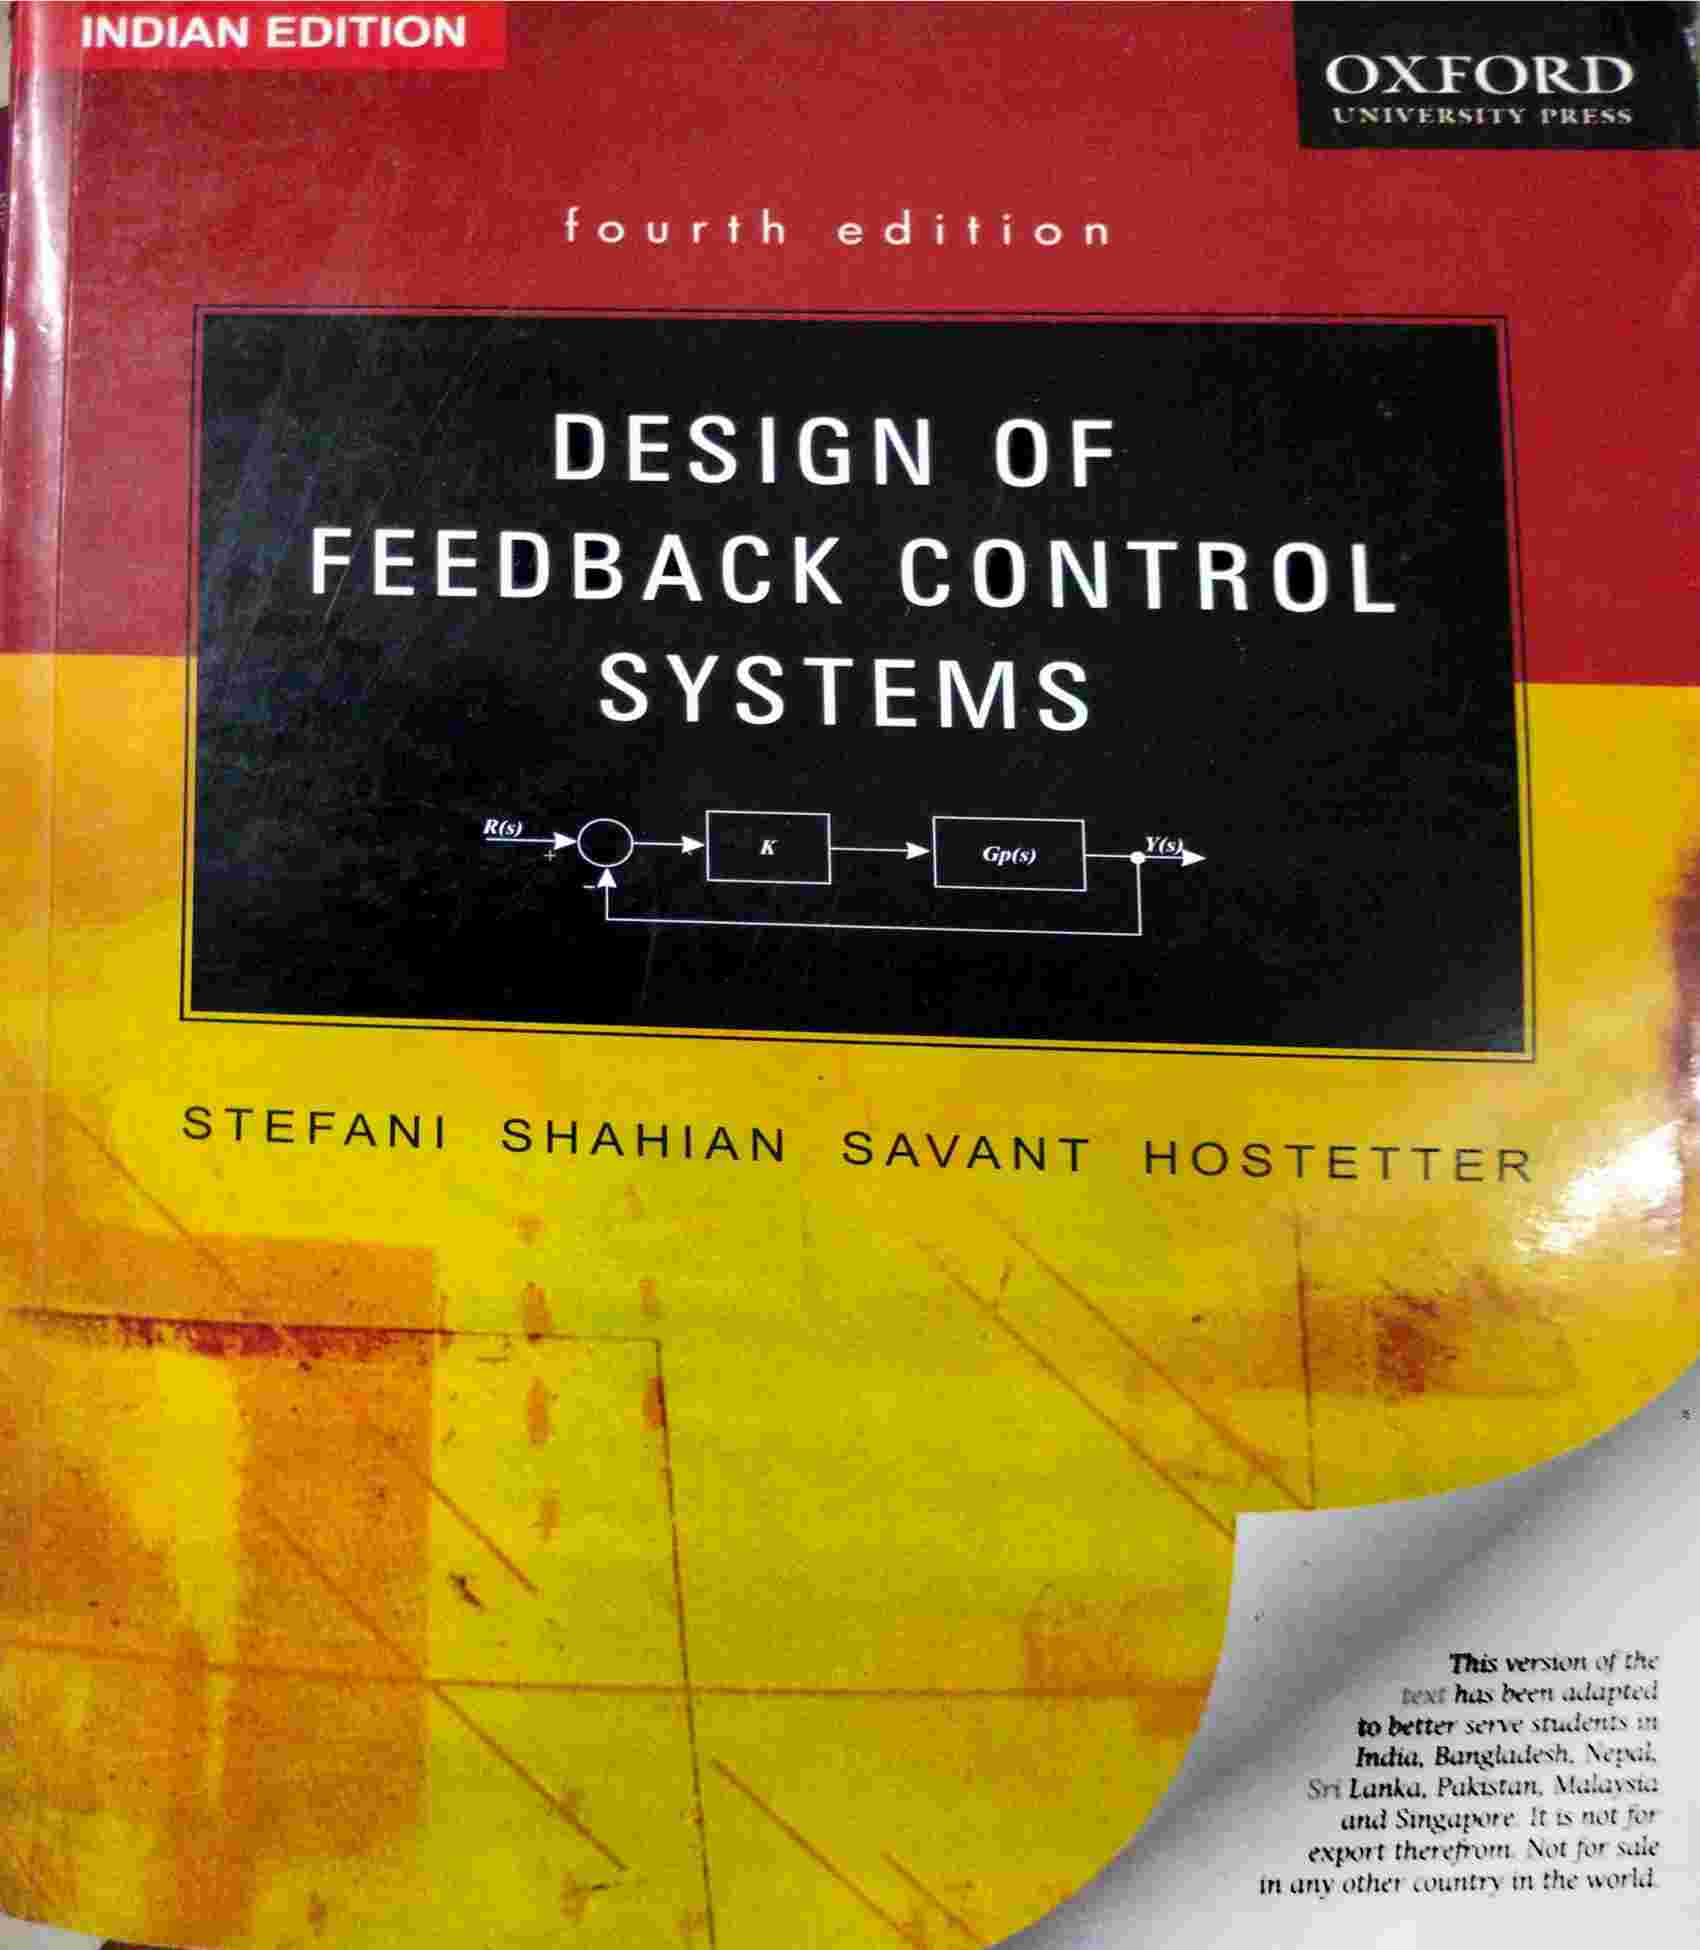 INDIAN EDITION
OXFORD
UNIVERSITY PRESS
fourth edition
DESIGN OF
FEEDBACK CONTROL
SYSTEMS
R(s)
+
−
K
Gp(s)
Y(s)
STEFANI SHAHIAN SAVANT HOSTETTER
This version of the
text has been adapted
to better serve students in
India, Bangladesh, Nepal,
Sri Lanka, Pakistan, Malaysia
and Singapore. It is not for
export therefrom. Not for sale
in any other country in the world.